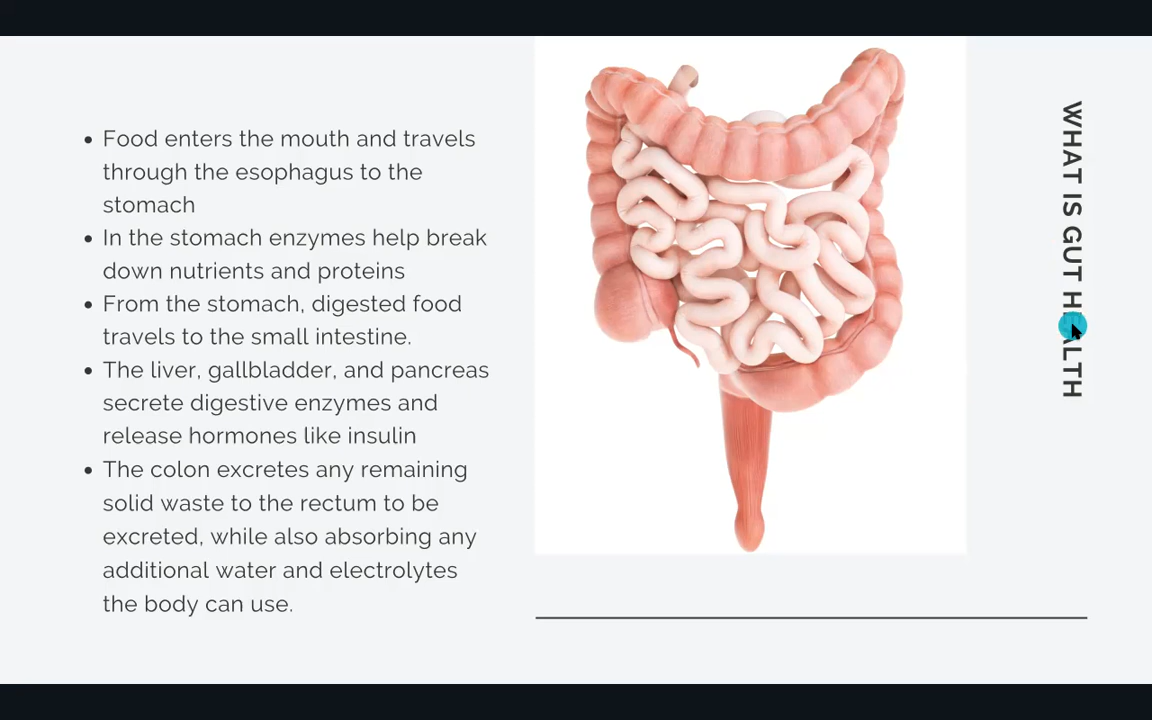 Food enters the mouth and travels
through the esophagus to the
stomach
In the stomach enzymes help break
down nutrients and proteins
From the stomach, digested food
travels to the small intestine.
The liver, gallbladder, and pancreas
secrete digestive enzymes and
release hormones like insulin
The colon excretes any remaining
solid waste to the rectum to be
excreted, while also absorbing any
additional water and electrolytes
the body can use.
WHAT IS GUT HEALTH